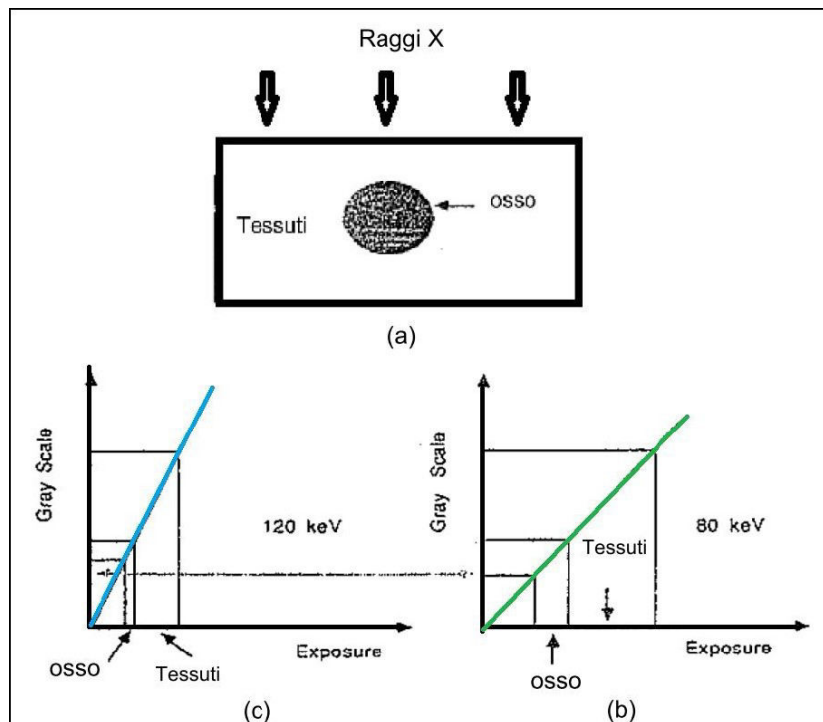 Raggi X
Tessuti
osso
(a)
Gray Scale
120 keV
Exposure
osso
Tessuti
(c)
Gray Scale
80 keV
Tessuti
Exposure
osso
(b)